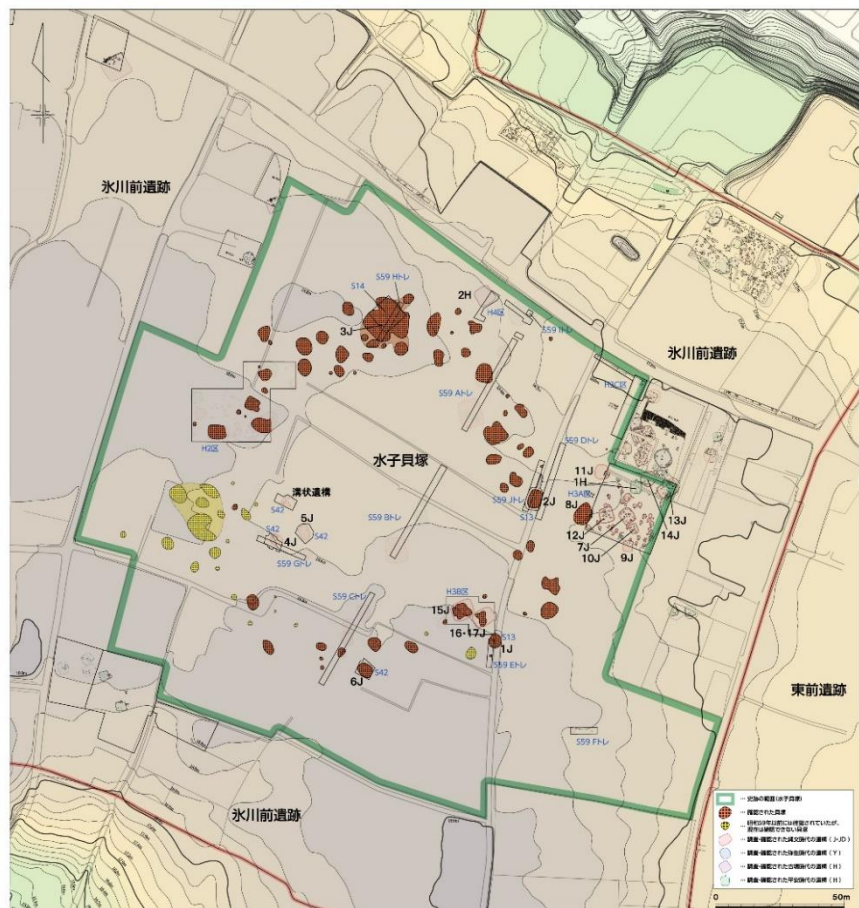 氷川前遺跡
S59 Hトレ
S14
3J
2H
H4区
S59 Iトレ
氷川前遺跡
H3C区
S59 Aトレ
S59 Dトレ
水子貝塚
H2区
11J
1H
S59 Jトレ
2J
H3A区
8J
S13
13J
14J
12J
7J
10J
9J
溝状遺構
S42
5J
S42
S42
4J
S59 Gトレ
S59 Bトレ
S59 Cトレ
H3B区
15J
16・17J
S13
1J
S59 Eトレ
6J
S42
S59 Fトレ
東前遺跡
氷川前遺跡
… 史跡の範囲(水子貝塚)
… 確認された貝塚
… 調査・確認された縄文時代の遺構(J・JD)
… 調査・確認された弥生時代の遺構(Y)
… 調査・確認された古墳時代の遺構(H)
… 調査・確認された平安時代の遺構(H)
0 50m